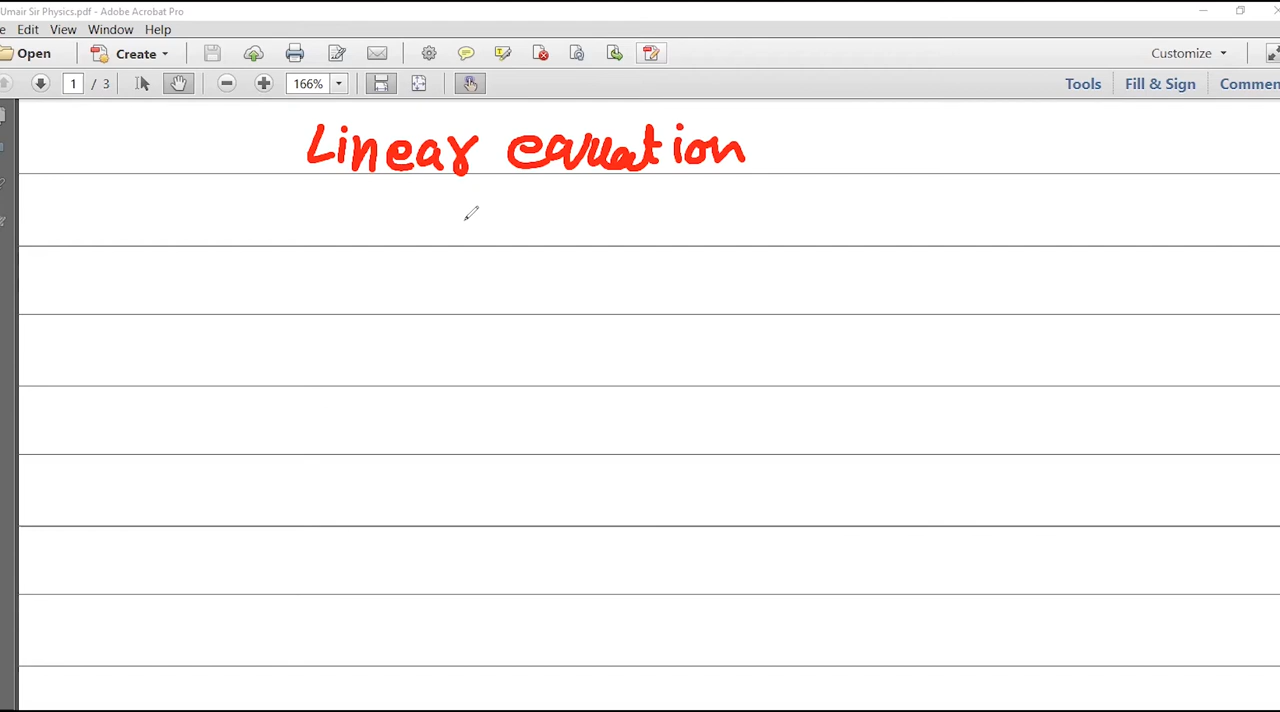 Umair Sir Physics.pdf - Adobe Acrobat Pro
Edit View Window Help
Open Create Customize
1 / 3 166% Tools Fill & Sign
Linear equation